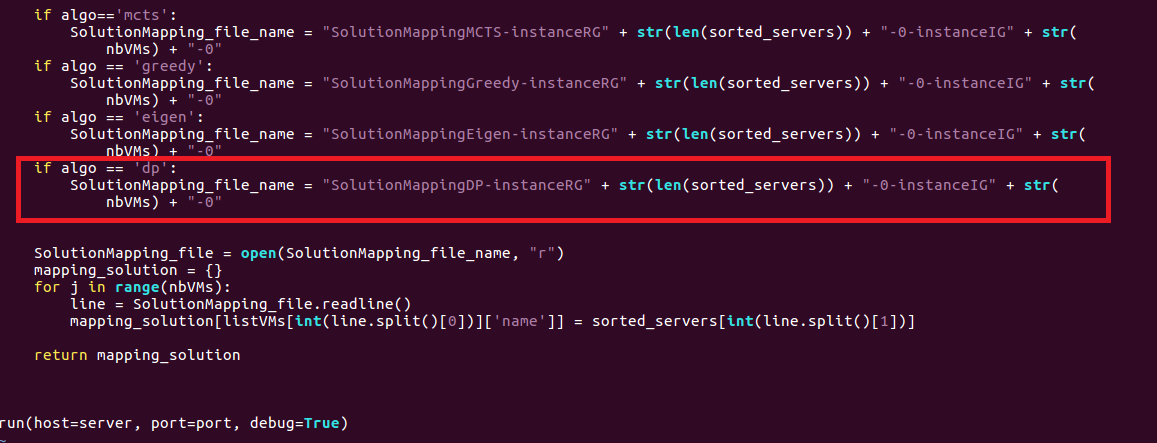 if algo=='mcts':
SolutionMapping_file_name = "SolutionMappingMCTS-instanceRG" + str(len(sorted_servers)) + "-0-instanceIG" + str(
nbVMs) + "-0"
if algo == 'greedy':
SolutionMapping_file_name = "SolutionMappingGreedy-instanceRG" + str(len(sorted_servers)) + "-0-instanceIG" + str(
nbVMs) + "-0"
if algo == 'eigen':
SolutionMapping_file_name = "SolutionMappingEigen-instanceRG" + str(len(sorted_servers)) + "-0-instanceIG" + str(
nbVMs) + "-0"
if algo == 'dp':
SolutionMapping_file_name = "SolutionMappingDP-instanceRG" + str(len(sorted_servers)) + "-0-instanceIG" + str(
nbVMs) + "-0"
SolutionMapping_file = open(SolutionMapping_file_name, "r")
mapping_solution = {}
for j in range(nbVMs):
line = SolutionMapping_file.readline()
mapping_solution[listVMs[int(line.split()[0])]['name']] = sorted_servers[int(line.split()[1])]
return mapping_solution
run(host=server, port=port, debug=True)
~